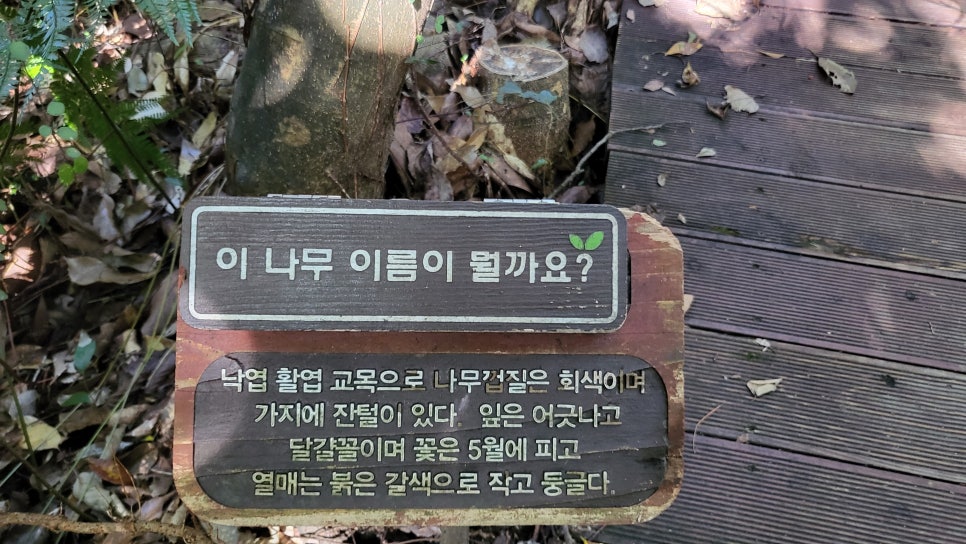 이 나무 이름이 뭘까요?
낙엽 활엽 교목으로 나무껍질은 회색이며
가지에 잔털이 있다. 잎은 어긋나고
달걀꼴이며 꽃은 5월에 피고
열매는 붉은 갈색으로 작고 둥글다.